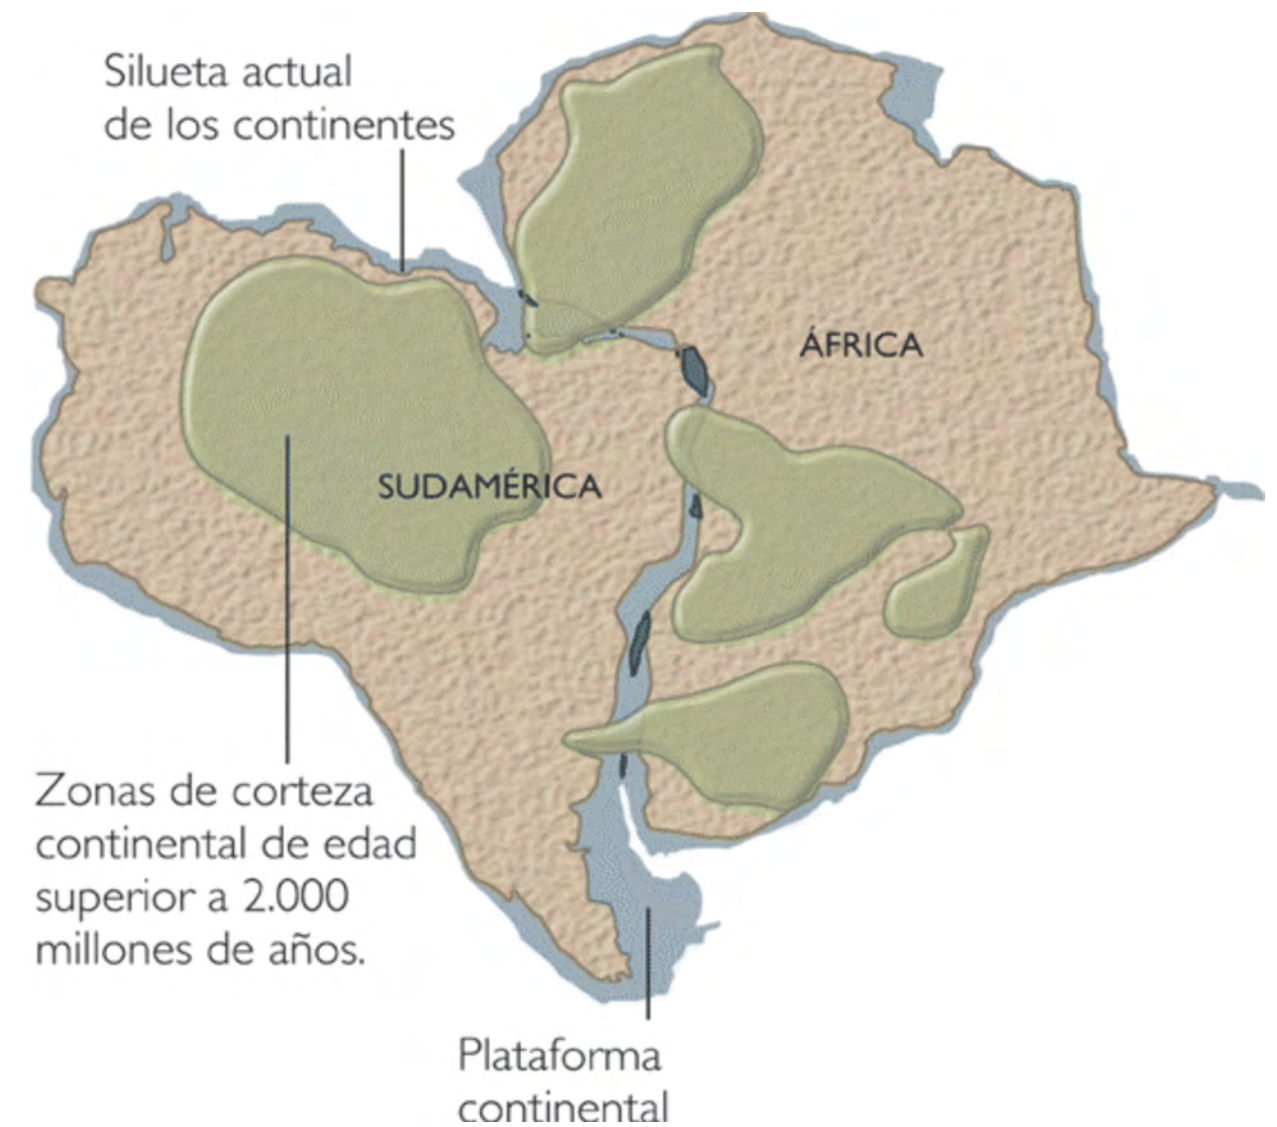 Silueta actual
de los continentes
ÁFRICA
SUDAMÉRICA
Zonas de corteza
continental de edad
superior a 2.000
millones de años.
Plataforma
continental